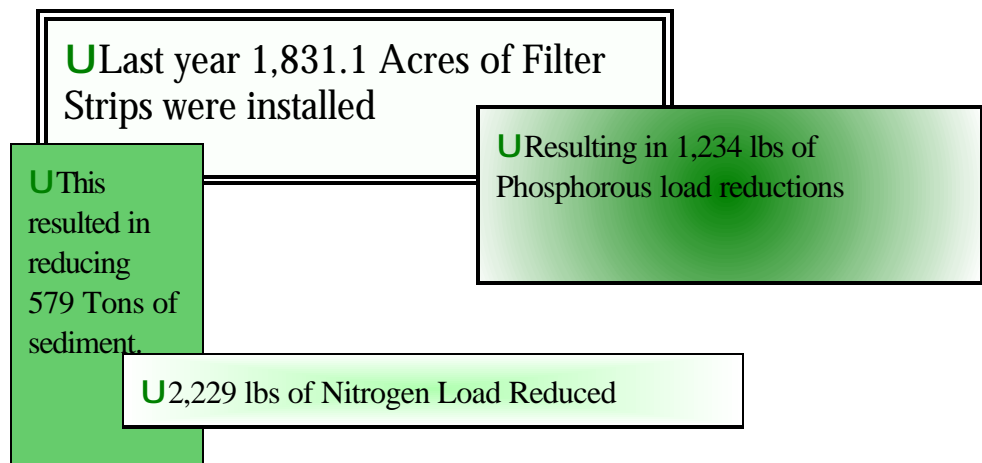 ULast year 1,831.1 Acres of Filter
Strips were installed
UResulting in 1,234 lbs of
Phosphorous load reductions
UThis
resulted in
reducing
579 Tons of
sediment.
U2,229 lbs of Nitrogen Load Reduced